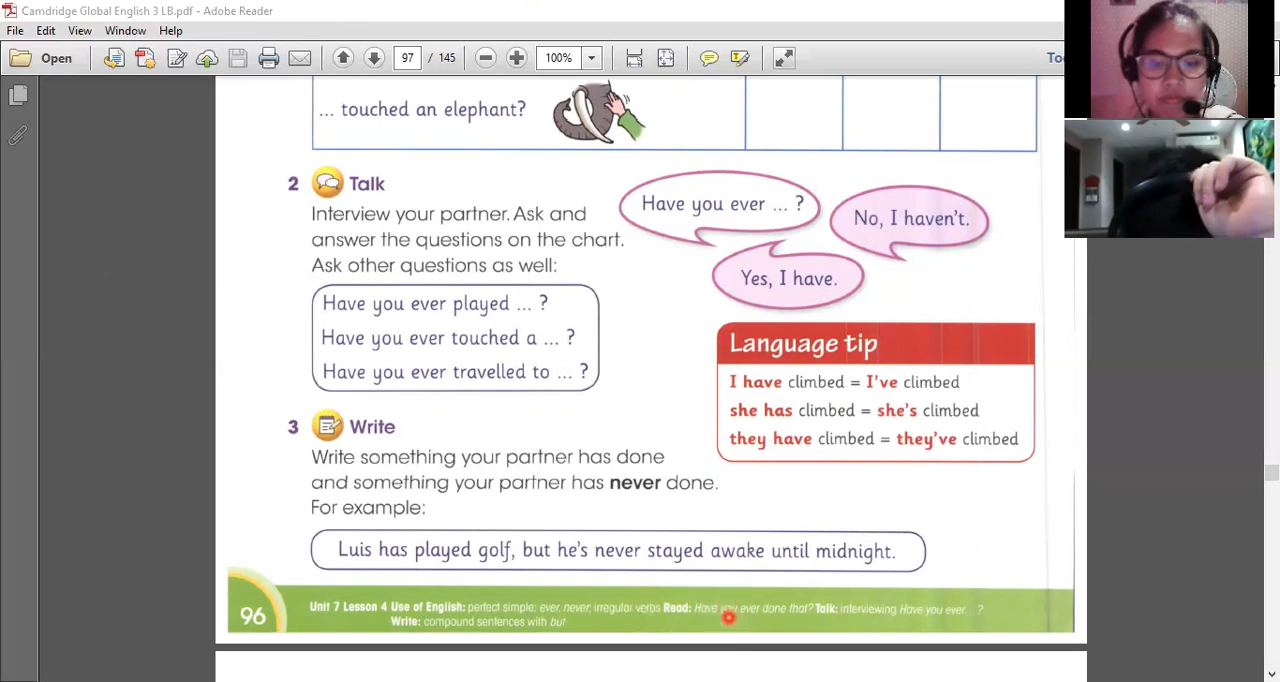 Camdridge Global English 3 LB.pdf - Adobe Reader
File Edit View Window Help
Open 97 / 145 100% To
... touched an elephant?
2 Talk
Interview your partner. Ask and
answer the questions on the chart.
Ask other questions as well:
Have you ever ... ?
No, I haven't.
Yes, I have.
Have you ever played ... ?
Have you ever touched a ... ?
Have you ever travelled to ... ?
Language tip
I have climbed = I've climbed
she has climbed = she's climbed
they have climbed = they've climbed
3 Write
Write something your partner has done
and something your partner has never done.
For example:
Luis has played golf, but he's never stayed awake until midnight.
96
Unit 7 Lesson 4 Use of English: perfect simple; ever, never; irregular verbs Read: Have you ever done that? Talk: interviewing Have you ever... ?
Write: compound sentences with but